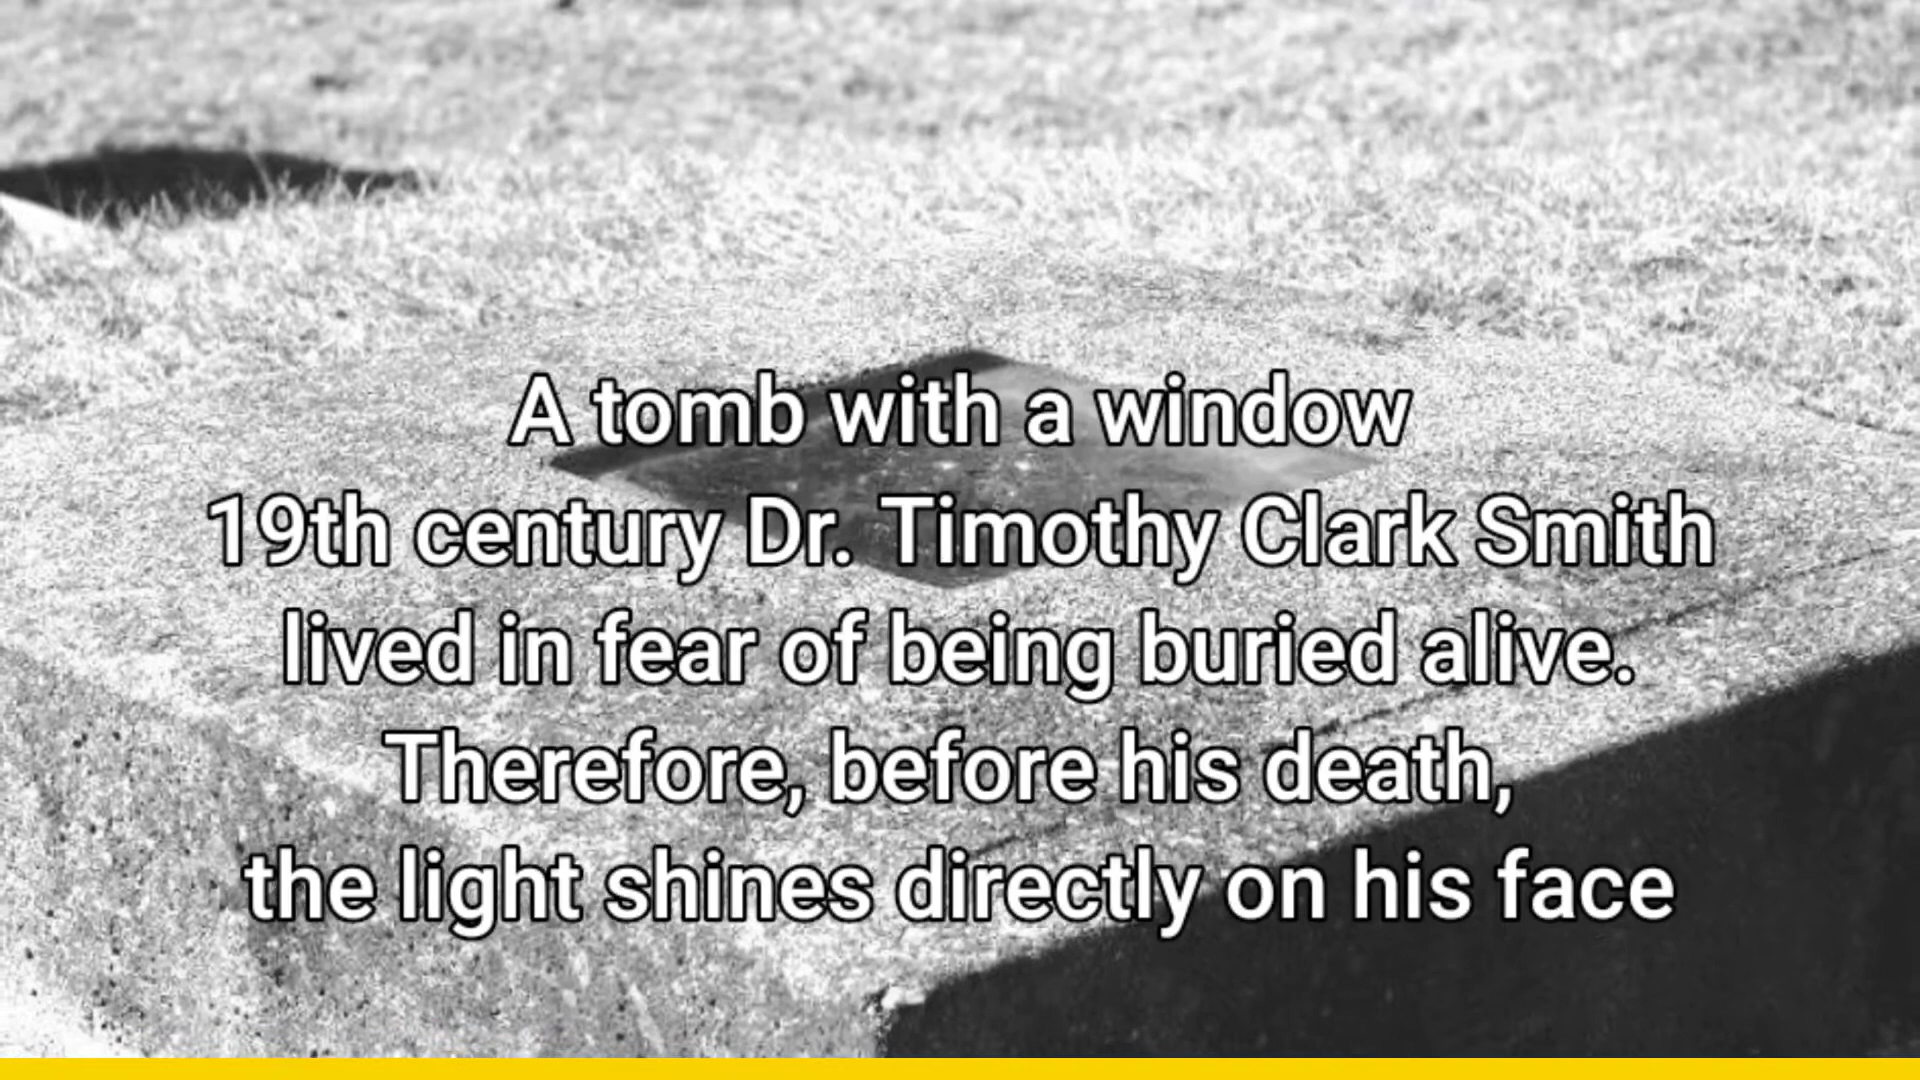 A tomb with a window
19th century Dr. Timothy Clark Smith
lived in fear of being buried alive.
Therefore, before his death,
the light shines directly on his face